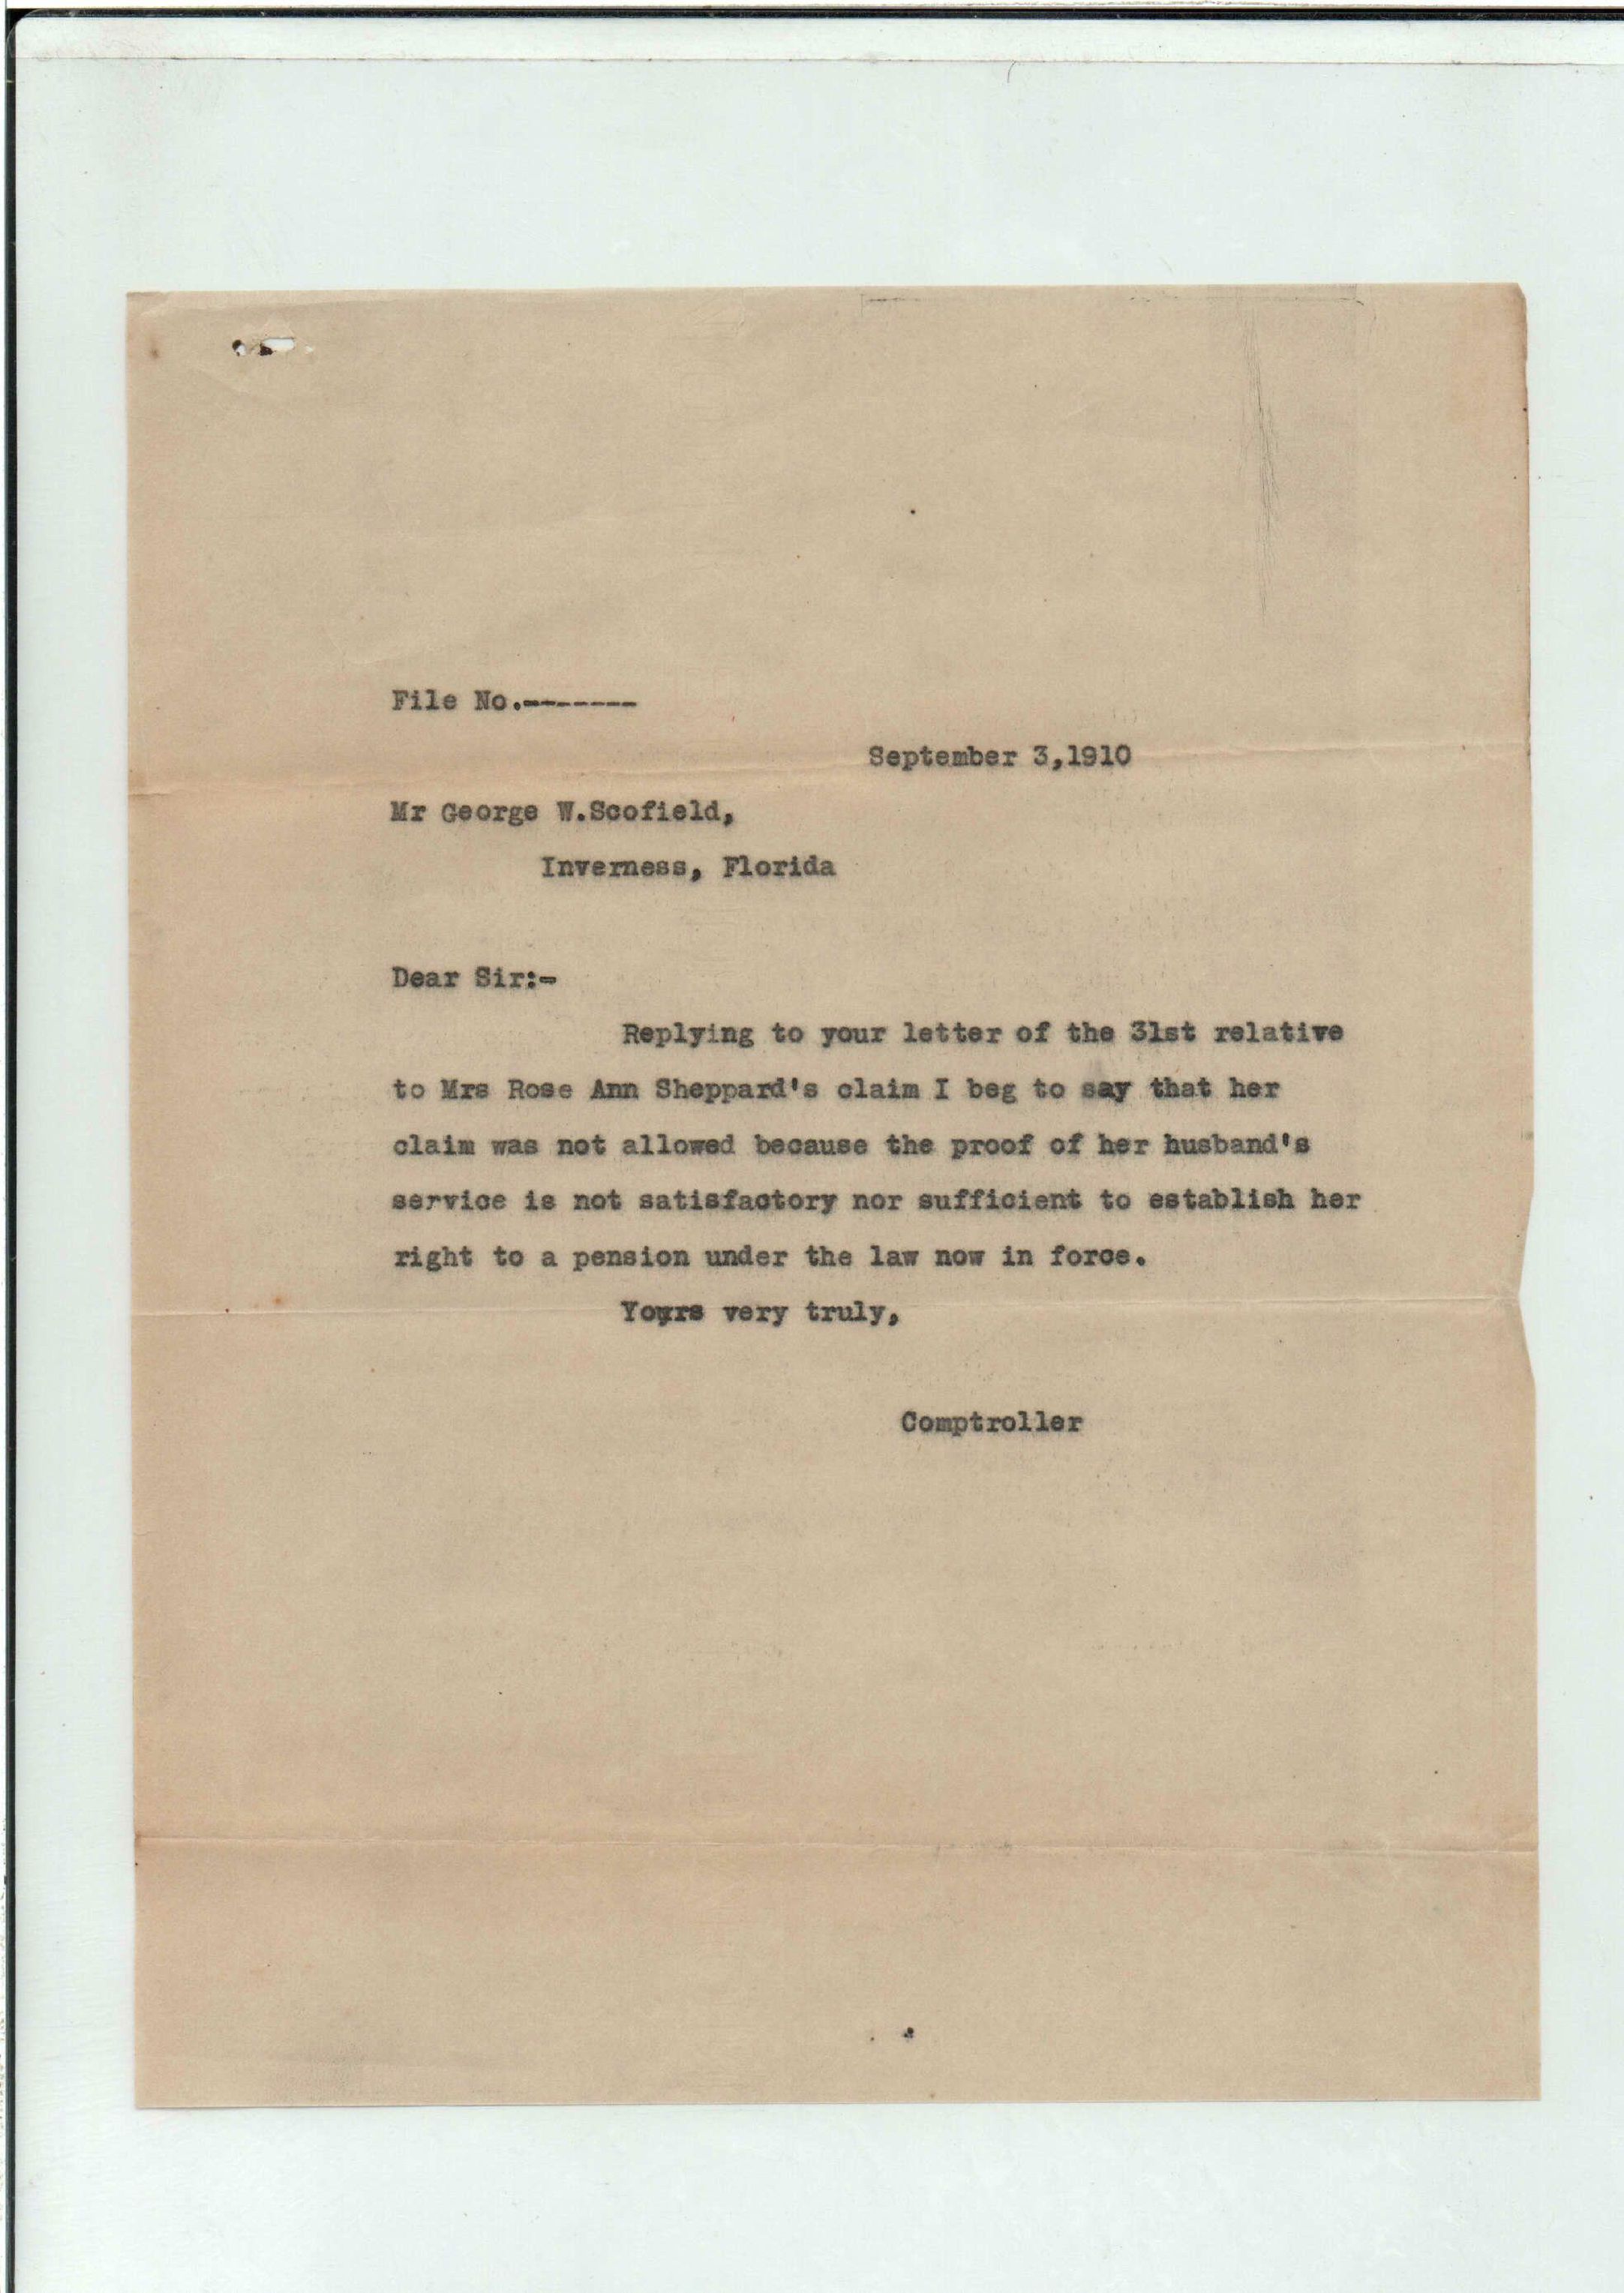 File No.-------
September 3,1910
Mr George W.Scofield,
Inverness, Florida
Dear Sir:-
Replying to your letter of the 31st relative
to Mrs Rose Ann Sheppard's claim I beg to say that her
claim was not allowed because the proof of her husband's
service is not satisfactory nor sufficient to establish her
right to a pension under the law now in force.
Yours very truly,
Comptroller